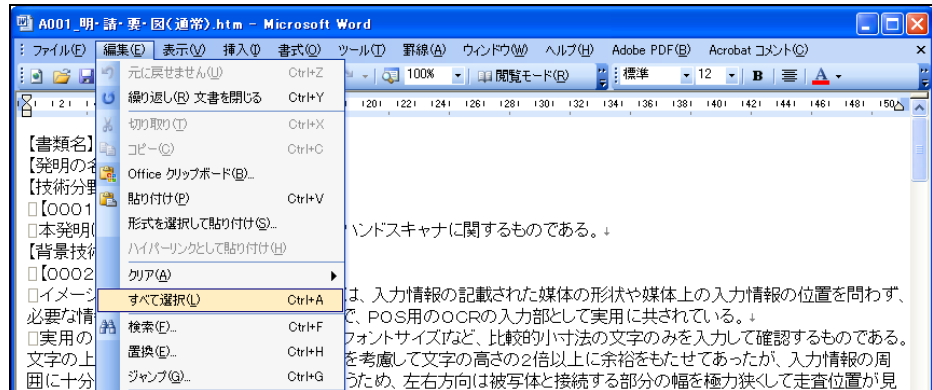 A001_明・請・要・図(通常).htm - Microsoft Word
ファイル(F) 編集(E) 表示(V) 挿入(I) 書式(O) ツール(T) 罫線(A) ウィンドウ(W) ヘルプ(H) Adobe PDF(B) Acrobat コメント(C) ×
元に戻せません(U) Ctrl+Z 100% 閲覧モード(R) 標準 12 B A
繰り返し(R) 文書を閉じる Ctrl+Y
121 1201 1221 1241 1261 1281 1301 1321 1341 1361 1381 1401 1421 1441 1461 1481 150
切り取り(T) Ctrl+X
【書類名】
コピー(C) Ctrl+C
【発明の名
Office クリップボード(B)...
【技術分野
貼り付け(P) Ctrl+V
【0001
形式を選択して貼り付け(S)...
本発明 ハンドスキャナに関するものである。↓
ハイパーリンクとして貼り付け(H)
【背景技術
【0002
クリア(A)
イメージ すべて選択(L) Ctrl+A は、入力情報の記載された媒体の形状や媒体上の入力情報の位置を問わず、
必要な情 で、POS用のOCRの入力部として実用に共されている。↓
検索(F)... Ctrl+F
実用の フォントサイズ)など、比較的小寸法の文字のみを入力して確認するものである。
置換(E)... Ctrl+H
文字の上 を考慮して文字の高さの2倍以上に余裕をもたせてあったが、入力情報の周
ジャンプ(G)... Ctrl+G
囲に十分 うため、左右方向は被写体と接続する部分の幅を極力狭くして走査位置が見